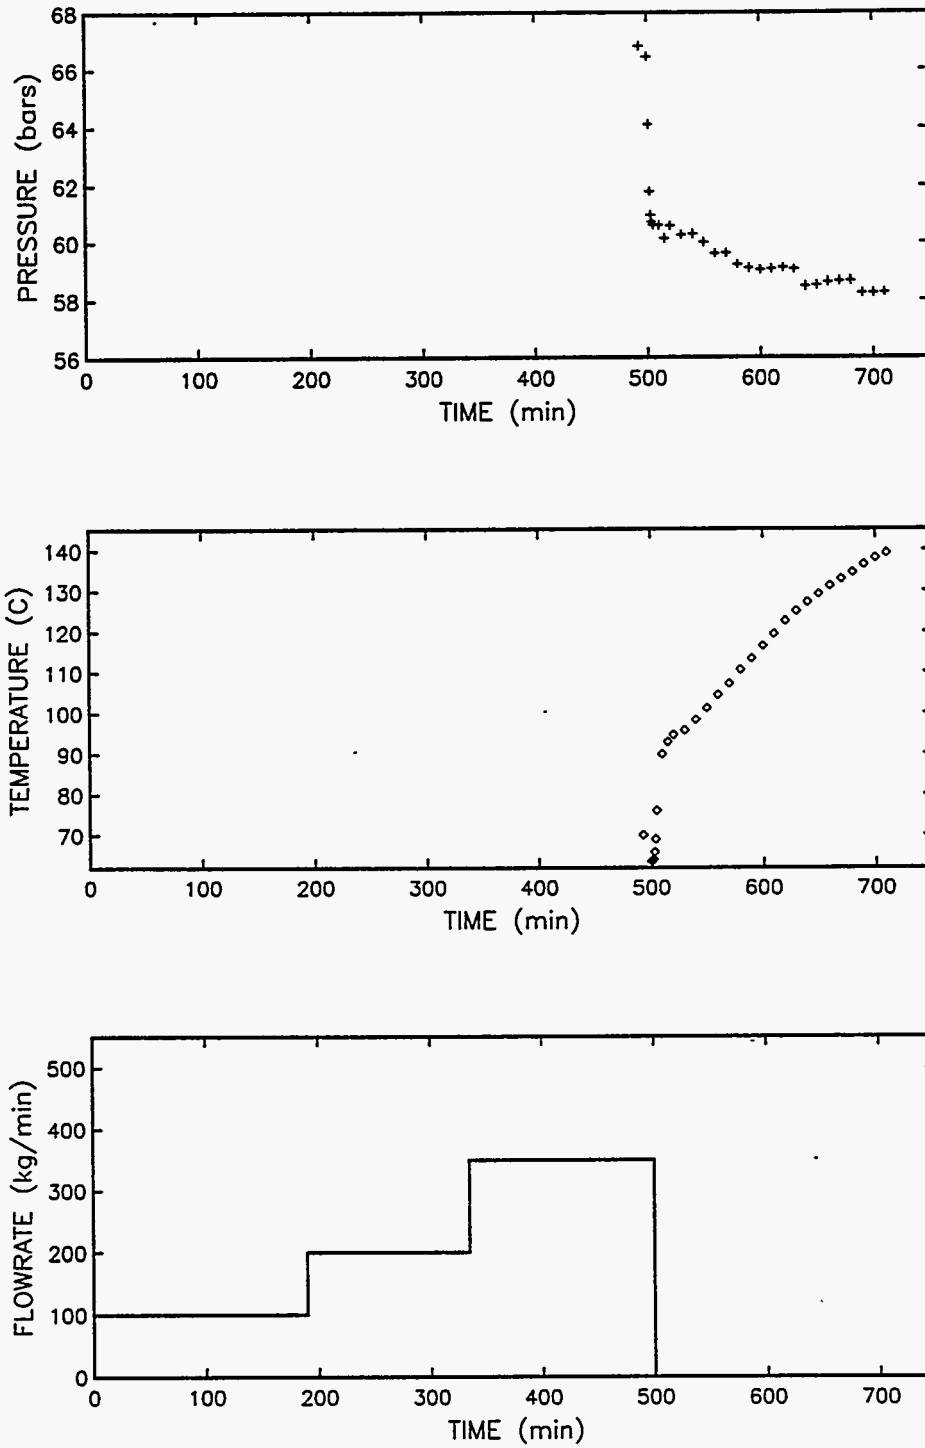 68
66
64
62
60
58
56
PRESSURE (bars)
0 100 200 300 400 500 600 700
TIME (min)
140
130
120
110
100
90
80
70
TEMPERATURE (C)
0 100 200 300 400 500 600 700
TIME (min)
500
400
300
200
100
0
FLOWRATE (kg/min)
0 100 200 300 400 500 600 700
TIME (min)